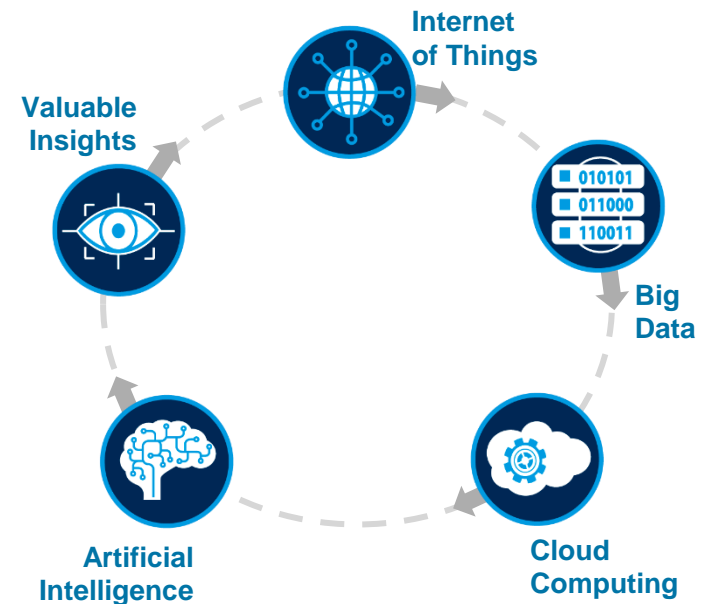 Internet
of Things
010101
011000
110011
Big
Data
Cloud
Computing
Artificial
Intelligence
Valuable
Insights